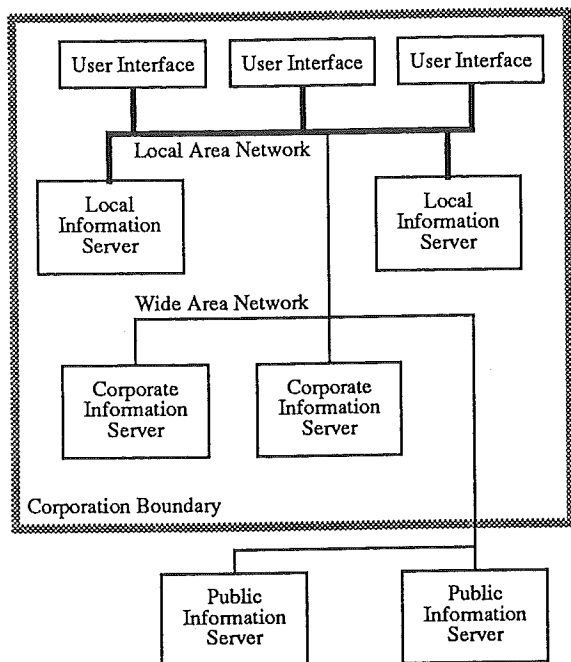 User Interface
User Interface
User Interface
Local Area Network
Local
Information
Server
Local
Information
Server
Wide Area Network
Corporate
Information
Server
Corporate
Information
Server
Corporation Boundary
Public
Information
Server
Public
Information
Server